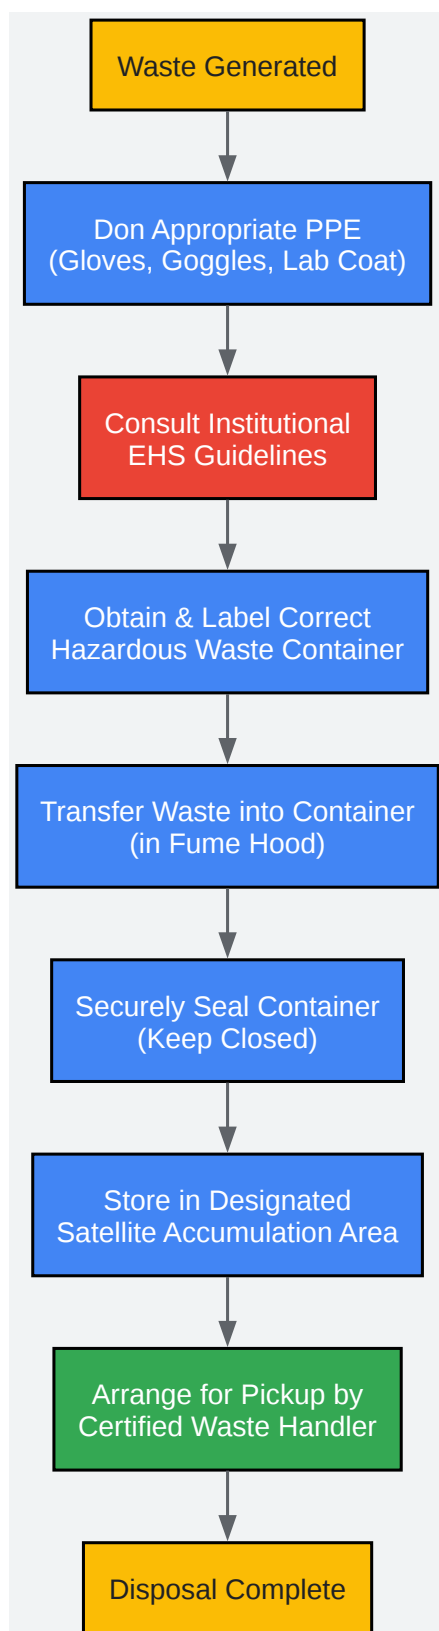 Waste Generated
Don Appropriate PPE
(Gloves, Goggles, Lab Coat)
Consult Institutional
EHS Guidelines
Obtain & Label Correct
Hazardous Waste Container
Transfer Waste into Container
(in Fume Hood)
Securely Seal Container
(Keep Closed)
Store in Designated
Satellite Accumulation Area
Arrange for Pickup by
Certified Waste Handler
Disposal Complete